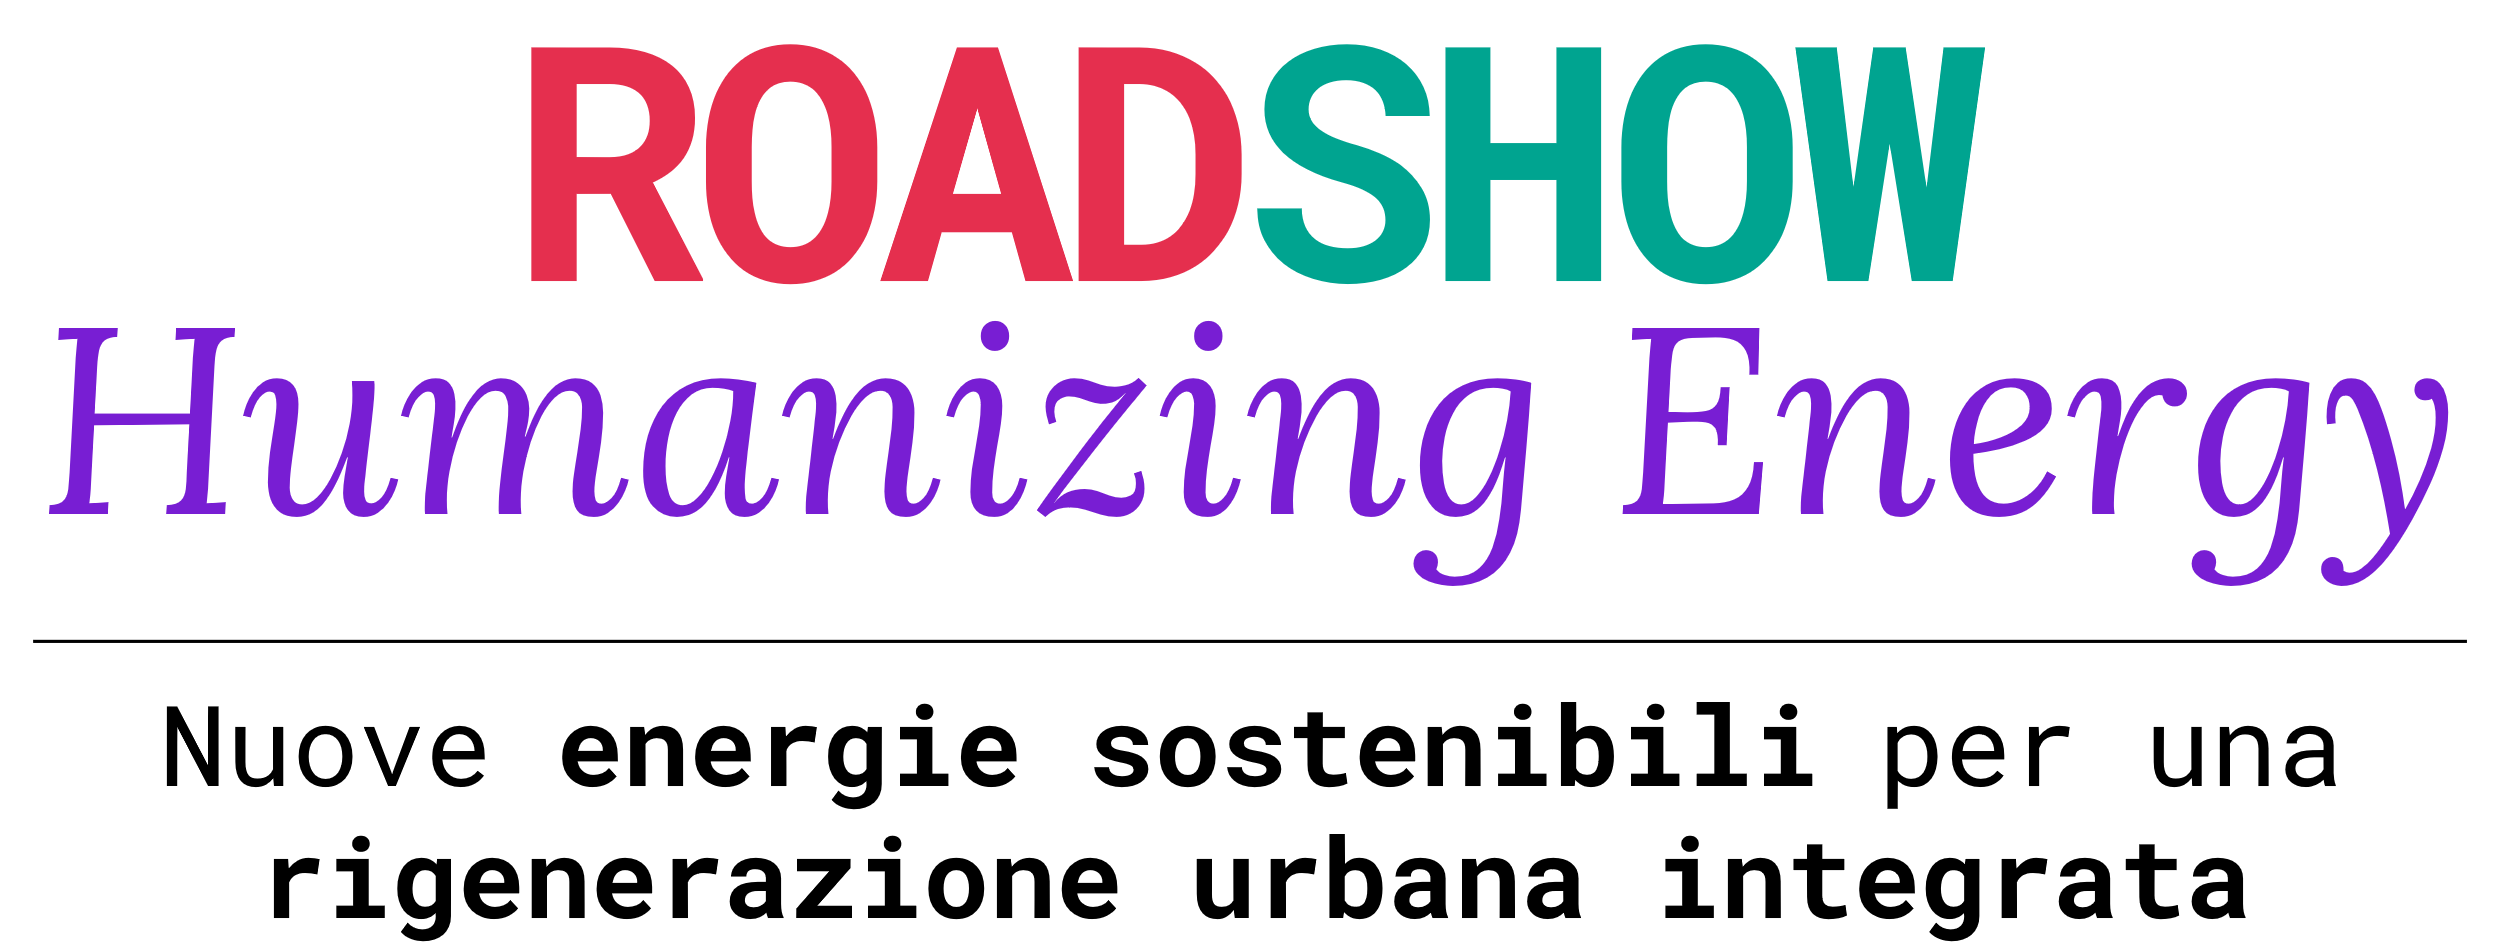 ROADSHOW
Humanizing Energy
Nuove energie sostenibili per una
rigenerazione urbana integrata